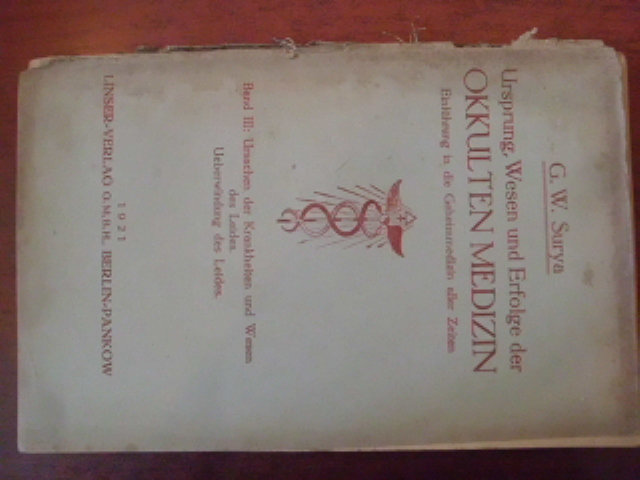 G. W. Surya
Ursprung, Wesen und Erfolge der
OKKULTEN MEDIZIN
Einführung in die Geheimmedizin aller Zeiten
Band III: Ursachen der Krankheiten und Wesen
des Leides.
Ueberwindung des Leides.
1921
LINSER-VERLAG G.M.B.H., BERLIN-PANKOW